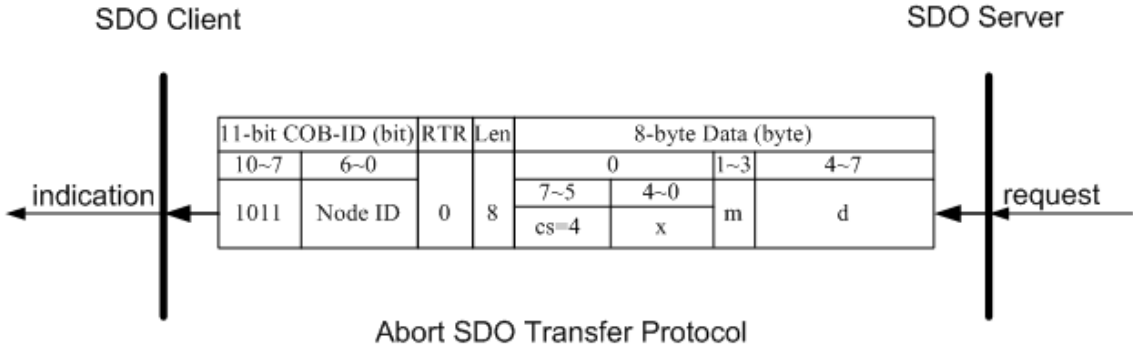 SDO Client SDO Server
11-bit COB-ID (bit) RTR Len 8-byte Data (byte)
10~7 6~0 0 1~3 4~7
indication 1011 Node ID 0 8 7~5 4~0 m d request
cs=4 x
Abort SDO Transfer Protocol